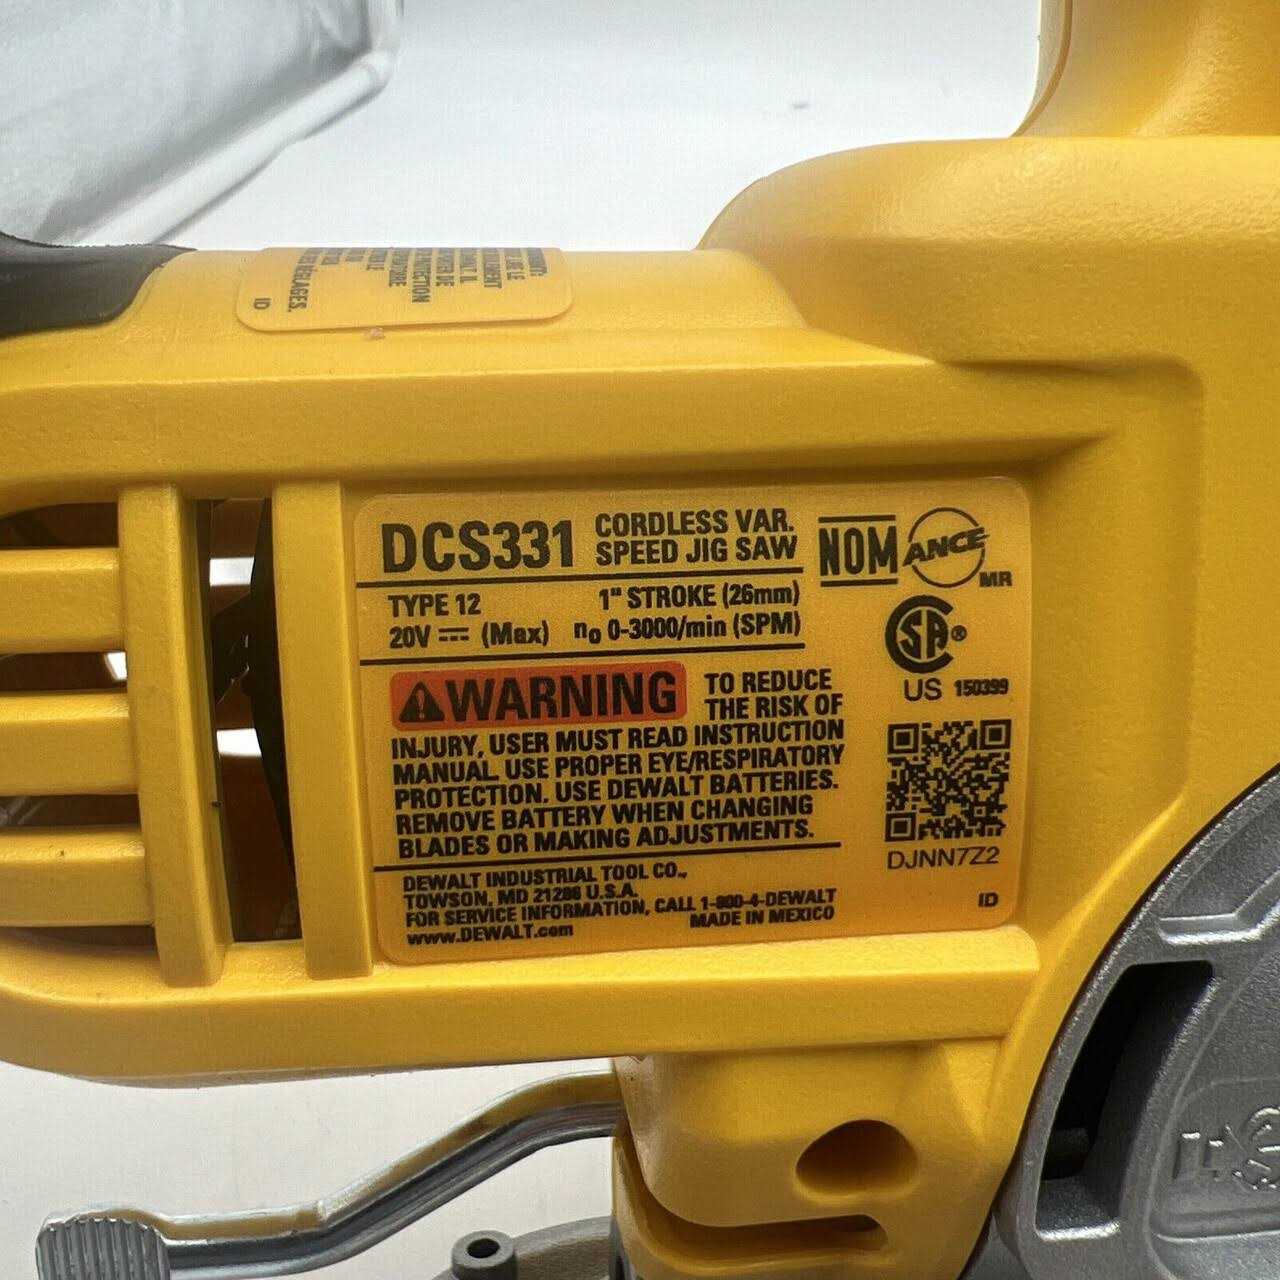 DCS331 CORDLESS VAR.
SPEED JIG SAW
NOM ANCE
MR
TYPE 12 1" STROKE (26mm)
20V ⎓ (Max) no 0-3000/min (SPM)
SA®
US 150399
WARNING TO REDUCE
THE RISK OF
INJURY, USER MUST READ INSTRUCTION
MANUAL. USE PROPER EYE/RESPIRATORY
PROTECTION. USE DEWALT BATTERIES.
REMOVE BATTERY WHEN CHANGING
BLADES OR MAKING ADJUSTMENTS.
DJNN7Z2
DEWALT INDUSTRIAL TOOL CO.,
TOWSON, MD 21286 U.S.A.
FOR SERVICE INFORMATION, CALL 1-800-4-DEWALT
www.DEWALT.com MADE IN MEXICO
ID
ID
RÉGLAGES.